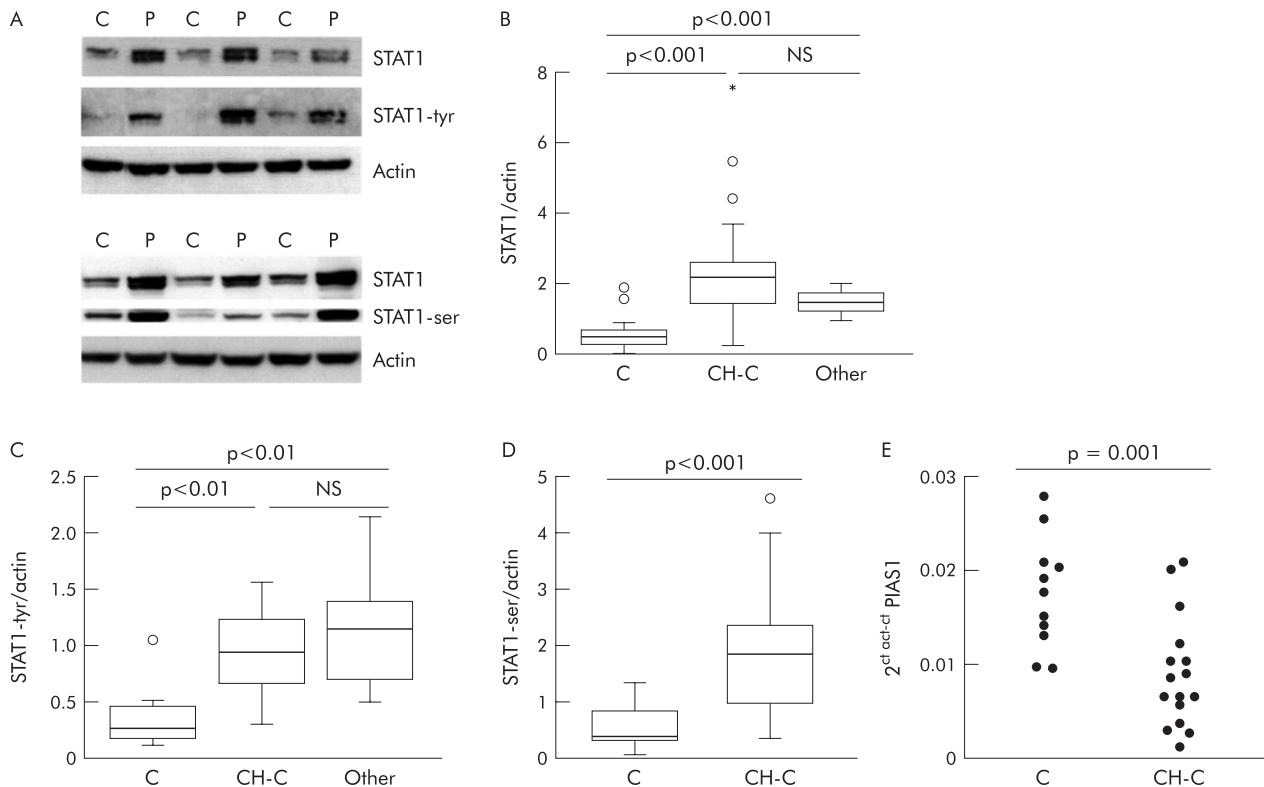 A
C P C P C P
STAT1
STAT1-tyr
Actin
C P C P C P
STAT1
STAT1-ser
Actin
B
p<0.001
p<0.001 NS
8
*
6
4
2
0
STAT1/actin
C CH-C Other
C
p<0.01
p<0.01 NS
2.5
2.0
1.5
1.0
0.5
0
STAT1-tyr/actin
C CH-C Other
D
p<0.001
5
4
3
2
1
0
STAT1-ser/actin
C CH-C
E
p = 0.001
0.03
0.02
0.01
0
2^ct act-ct PIAS1
C CH-C